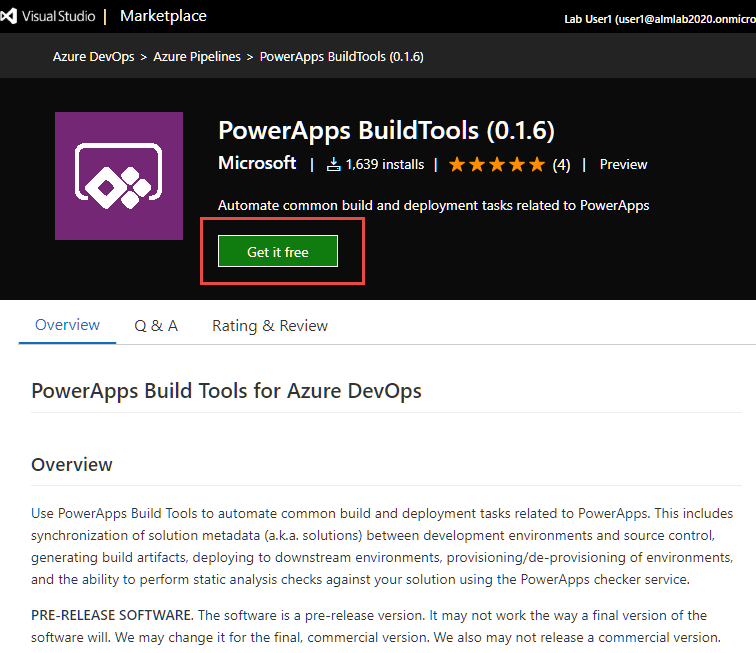 Visual Studio | Marketplace
Lab User1 (user1@almlab2020.onmicro
Azure DevOps > Azure Pipelines > PowerApps BuildTools (0.1.6)
PowerApps BuildTools (0.1.6)
Microsoft | 1,639 installs | ★★★★★ (4) | Preview
Automate common build and deployment tasks related to PowerApps
Get it free
Overview Q & A Rating & Review
PowerApps Build Tools for Azure DevOps
Overview
Use PowerApps Build Tools to automate common build and deployment tasks related to PowerApps. This includes
synchronization of solution metadata (a.k.a. solutions) between development environments and source control,
generating build artifacts, deploying to downstream environments, provisioning/de-provisioning of environments,
and the ability to perform static analysis checks against your solution using the PowerApps checker service.
PRE-RELEASE SOFTWARE. The software is a pre-release version. It may not work the way a final version of the
software will. We may change it for the final, commercial version. We also may not release a commercial version.